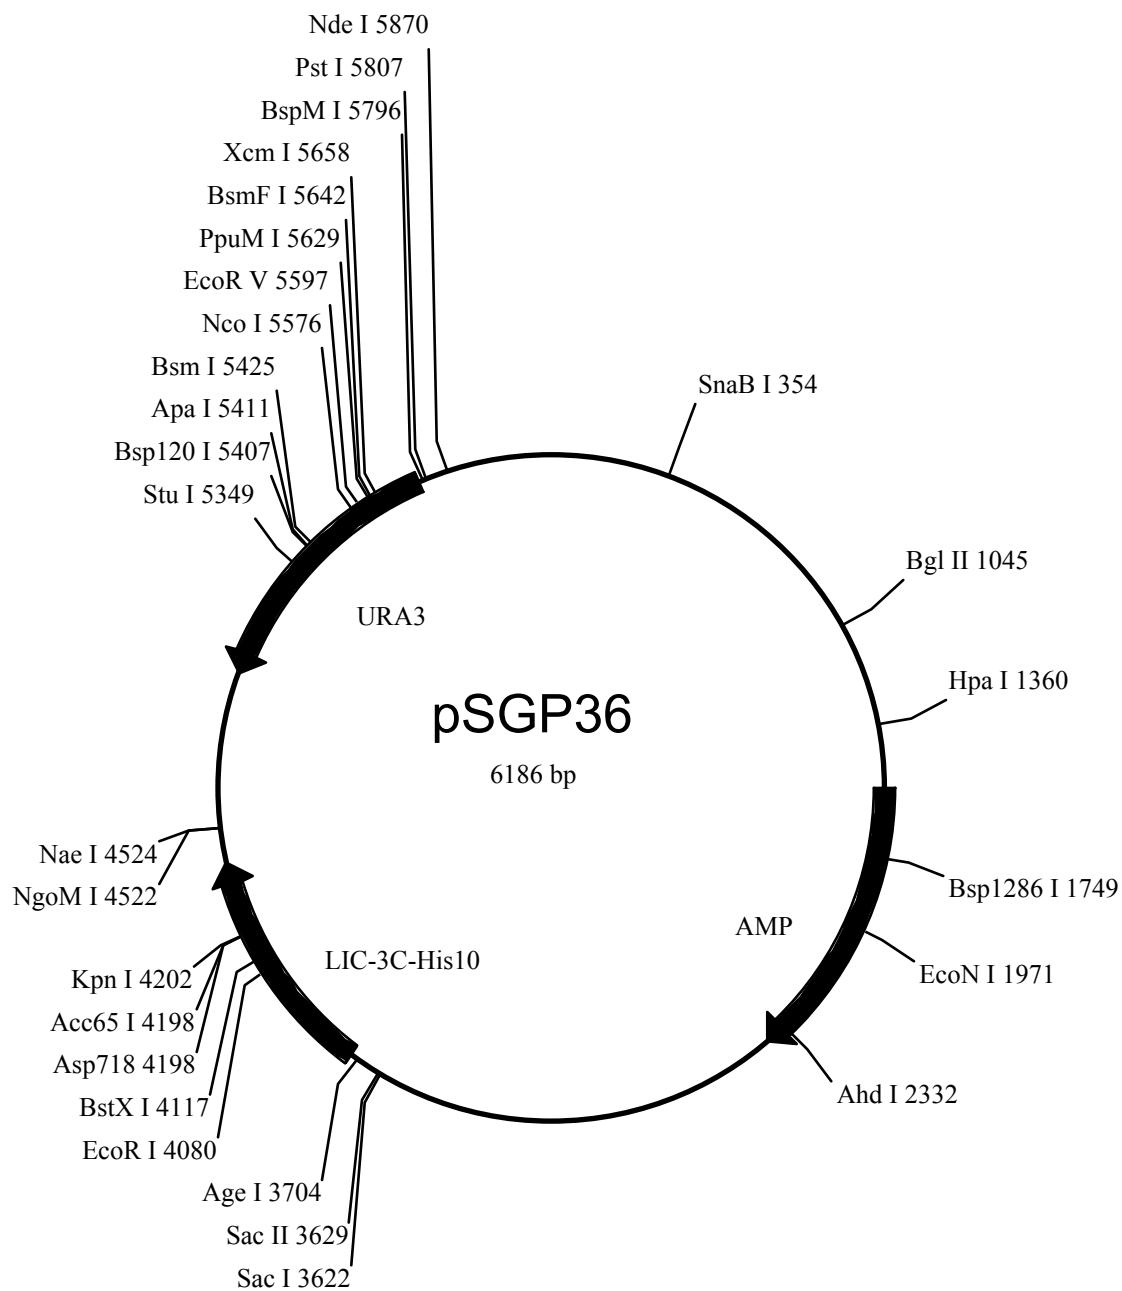 Nde I 5870
Pst I 5807
BspM I 5796
Xcm I 5658
BsmF I 5642
PpuM I 5629
EcoR V 5597
Nco I 5576
Bsm I 5425
Apa I 5411
Bsp120 I 5407
Stu I 5349
SnaB I 354
Bgl II 1045
Hpa I 1360
URA3
pSGP36
6186 bp
Bsp1286 I 1749
AMP
EcoN I 1971
Ahd I 2332
Nae I 4524
NgoM I 4522
LIC-3C-His10
Kpn I 4202
Acc65 I 4198
Asp718 4198
BstX I 4117
EcoR I 4080
Age I 3704
Sac II 3629
Sac I 3622